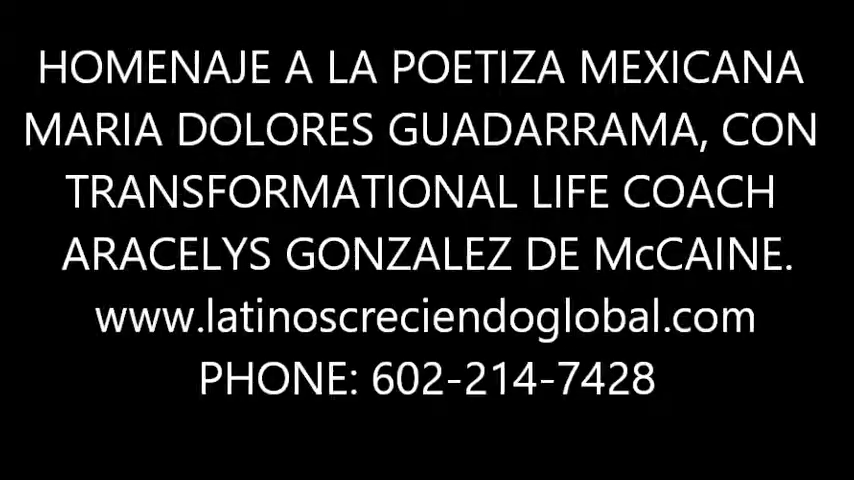 HOMENAJE A LA POETIZA MEXICANA
MARIA DOLORES GUADARRAMA, CON
TRANSFORMATIONAL LIFE COACH
ARACELYS GONZALEZ DE McCAINE.
www.latinoscreciendoglobal.com
PHONE: 602-214-7428